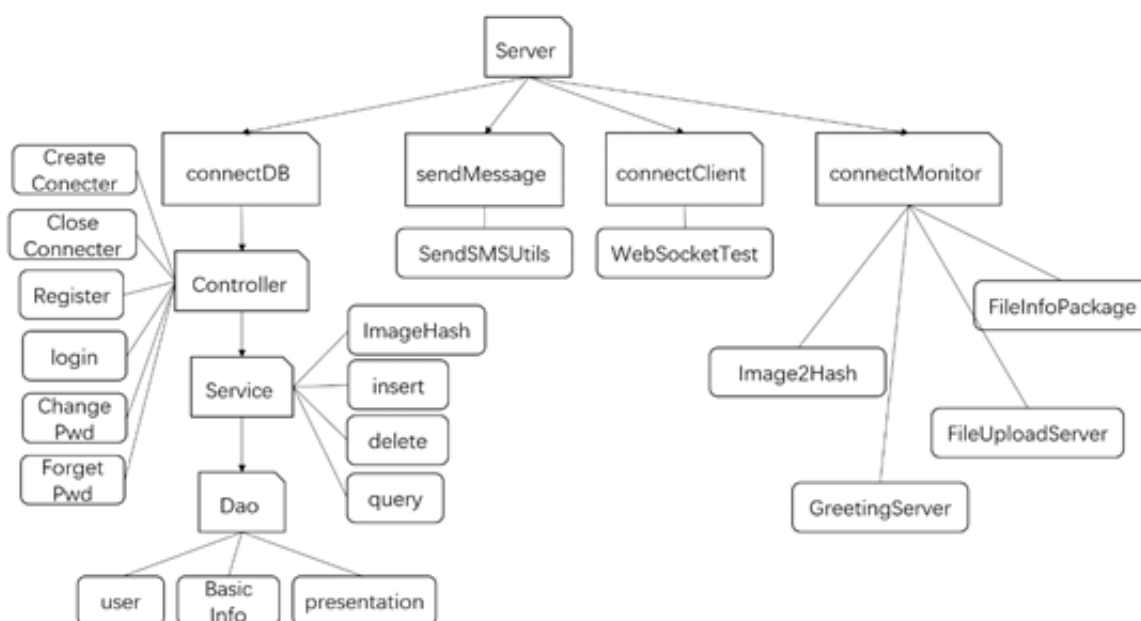 Server
connectDB
sendMessage
connectClient
connectMonitor
Create
Conecter
Close
Connecter
Register
login
Change
Pwd
Forget
Pwd
Controller
Service
Dao
ImageHash
insert
delete
query
user
Basic
Info
presentation
SendSMSUtils
WebSocketTest
Image2Hash
GreetingServer
FileUploadServer
FileInfoPackage